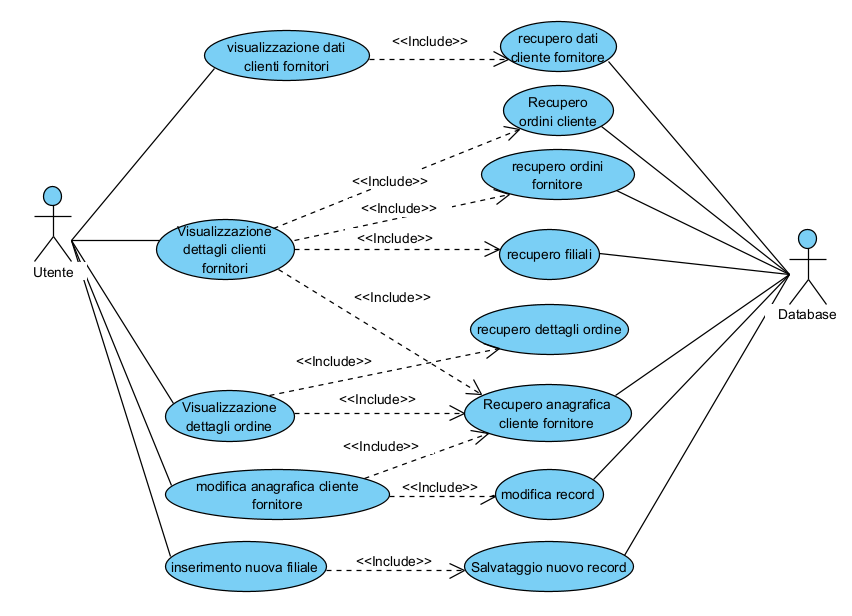 visualizzazione dati
clienti fornitori
<<Include>>
recupero dati
cliente fornitore
Recupero
ordini cliente
<<Include>>
recupero ordini
fornitore
<<Include>>
Visualizzazione
dettagli clienti
fornitori
<<Include>>
recupero filiali
Utente
Database
<<Include>>
recupero dettagli ordine
<<Include>>
Visualizzazione
dettagli ordine
<<Include>>
Recupero anagrafica
cliente fornitore
<<Include>>
modifica anagrafica cliente
fornitore
<<Include>>
modifica record
inserimento nuova filiale
<<Include>>
Salvataggio nuovo record